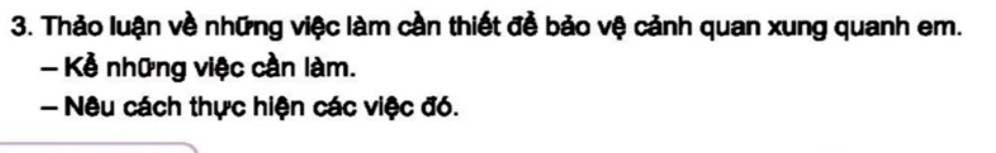 3. Thảo luận về những việc làm cần thiết để bảo vệ cảnh quan xung quanh em.
– Kể những việc cần làm.
– Nêu cách thực hiện các việc đó.